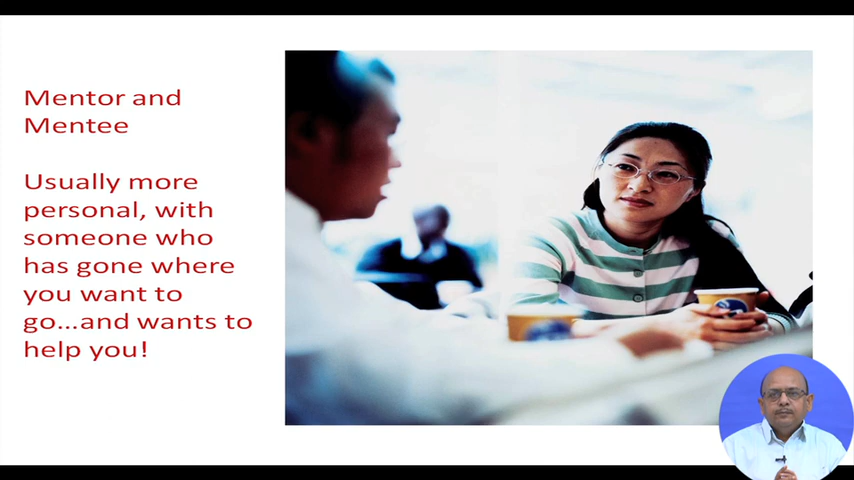 Mentor and
Mentee
Usually more
personal, with
someone who
has gone where
you want to
go...and wants to
help you!